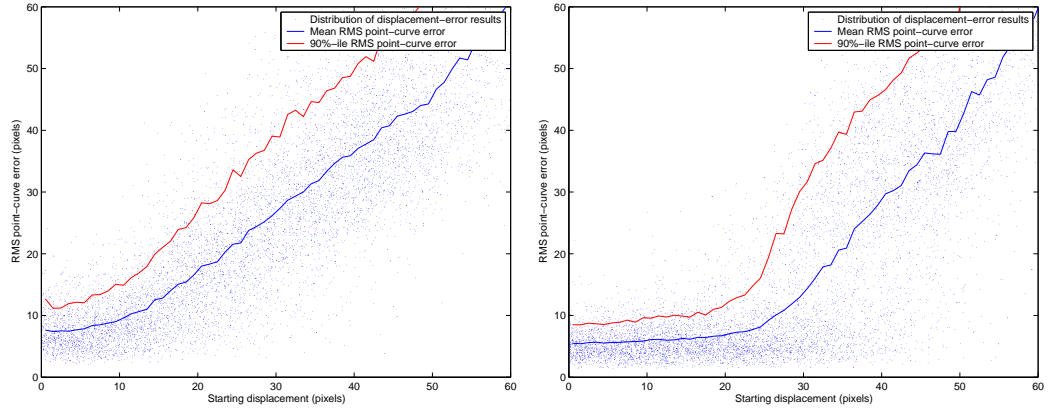 60
50
40
30
20
10
0
RMS point−curve error (pixels)
Distribution of displacement−error results
Mean RMS point−curve error
90%−ile RMS point−curve error
0 10 20 30 40 50 60
Starting displacement (pixels)
60
50
40
30
20
10
0
RMS point−curve error (pixels)
Distribution of displacement−error results
Mean RMS point−curve error
90%−ile RMS point−curve error
0 10 20 30 40 50 60
Starting displacement (pixels)